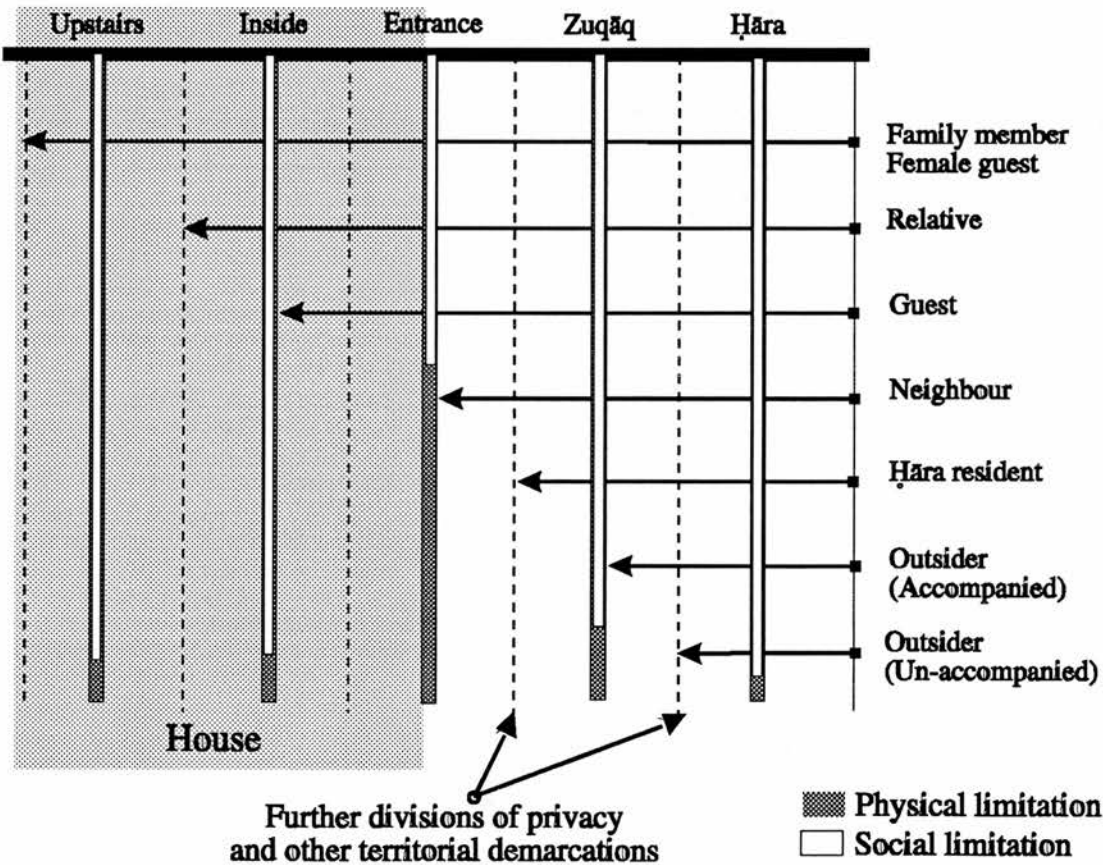 Upstairs Inside Entrance Zuqāq Ḥāra
Family member
Female guest
Relative
Guest
Neighbour
Ḥāra resident
Outsider
(Accompanied)
Outsider
(Un-accompanied)
House
Further divisions of privacy
and other territorial demarcations
Physical limitation
Social limitation